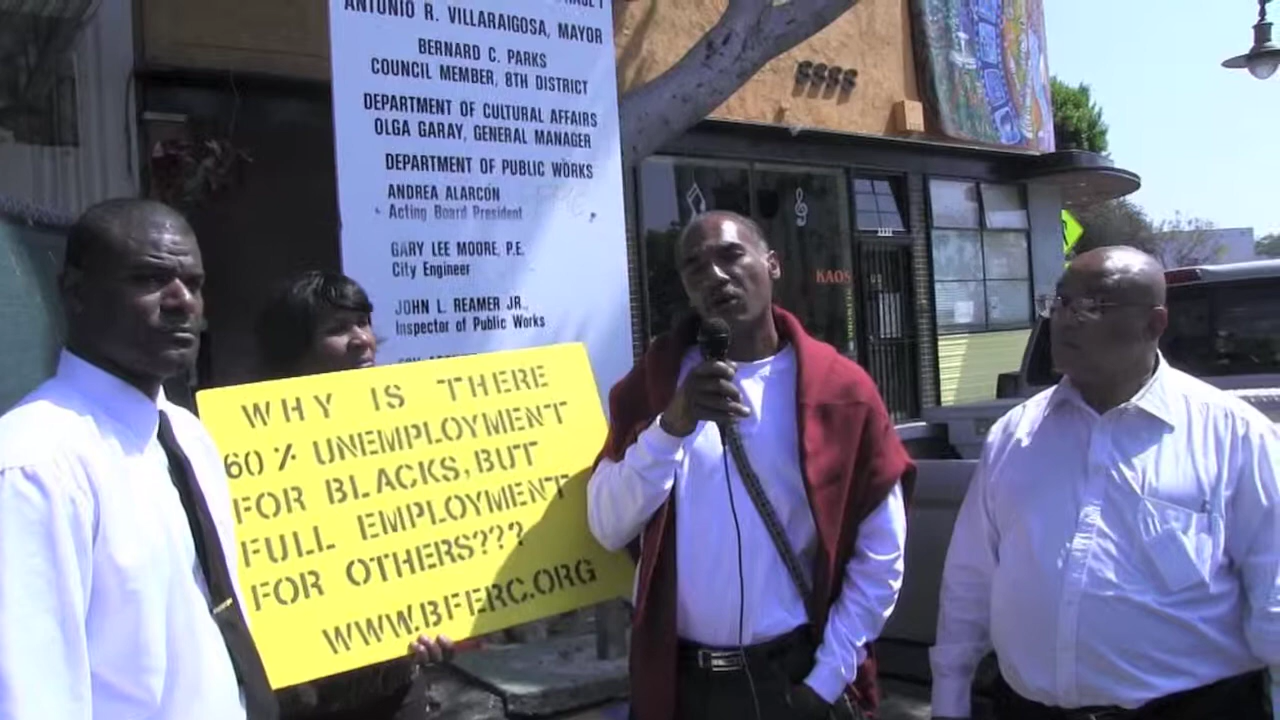 ANTONIO R. VILLARAIGOSA, MAYOR
BERNARD C. PARKS
COUNCIL MEMBER, 8TH DISTRICT
DEPARTMENT OF CULTURAL AFFAIRS
OLGA GARAY, GENERAL MANAGER
DEPARTMENT OF PUBLIC WORKS
ANDREA ALARCÓN
Acting Board President
GARY LEE MOORE, P.E.
City Engineer
JOHN L. REAMER JR.,
Inspector of Public Works
WHY IS THERE
60% UNEMPLOYMENT
FOR BLACKS, BUT
FULL EMPLOYMENT
FOR OTHERS???
WWW.BFERC.ORG
KAOS